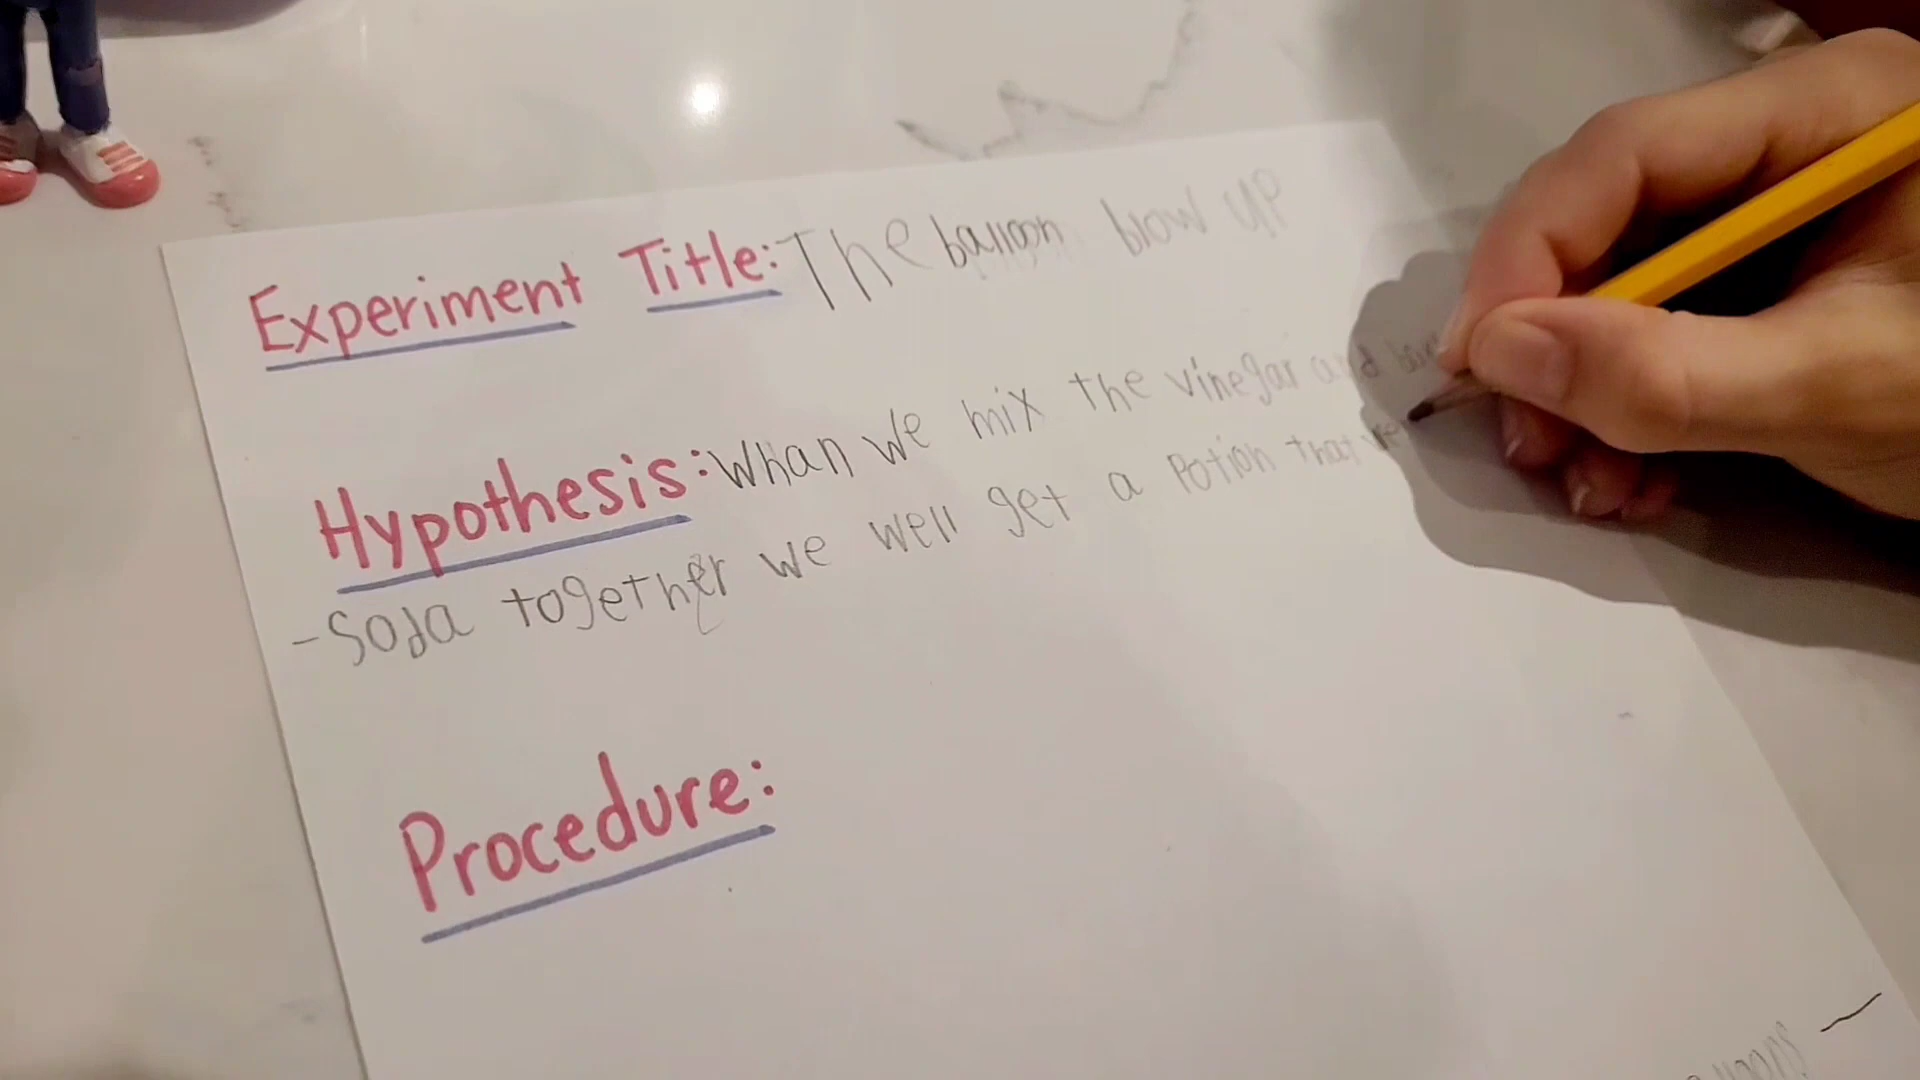 Experiment Title: The balloon blow up
Hypothesis: Whan we mix the vinegar and
-Soda together we well get a Potion that
Procedure: